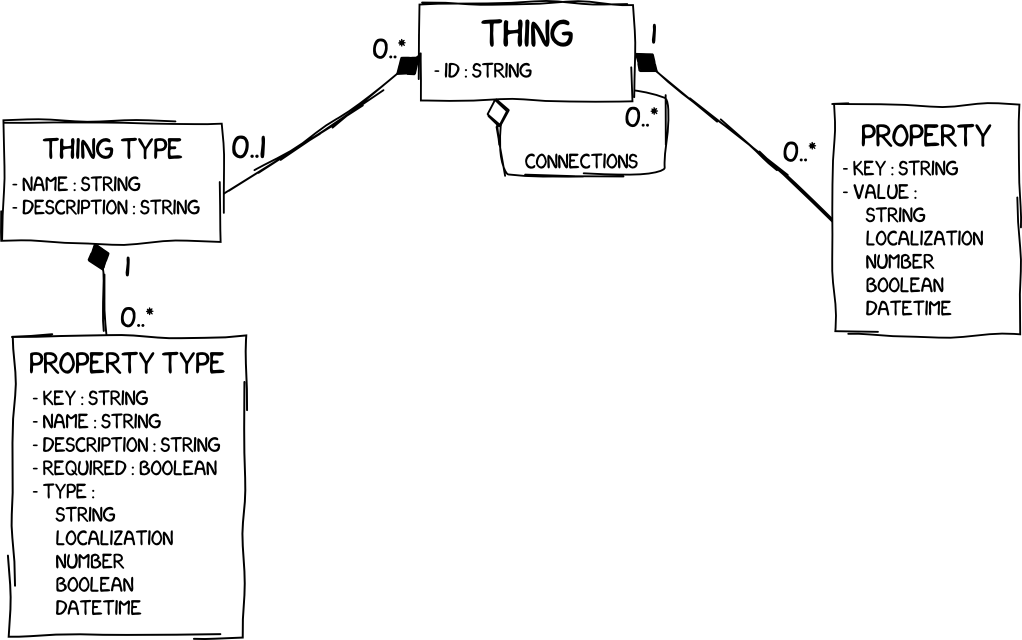 THING
- ID : STRING
0..*
1
0..*
CONNECTIONS
0..1
0..*
THING TYPE
- NAME : STRING
- DESCRIPTION : STRING
1
0..*
PROPERTY
- KEY : STRING
- VALUE :
STRING
LOCALIZATION
NUMBER
BOOLEAN
DATETIME
PROPERTY TYPE
- KEY : STRING
- NAME : STRING
- DESCRIPTION : STRING
- REQUIRED : BOOLEAN
- TYPE :
STRING
LOCALIZATION
NUMBER
BOOLEAN
DATETIME